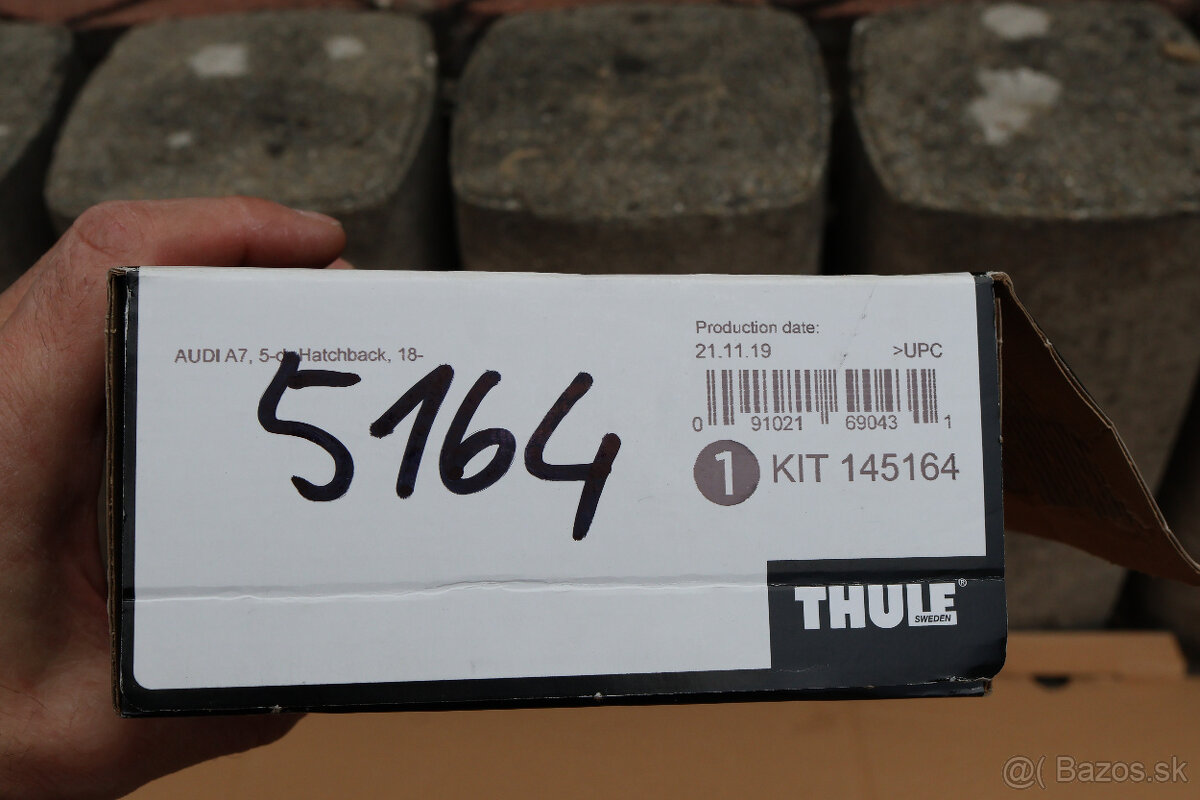 Production date:
21.11.19 >UPC
AUDI A7, 5-dr Hatchback, 18-
5164
0 91021 69043 1
1 KIT 145164
THULE®
SWEDEN
@( Bazos.sk